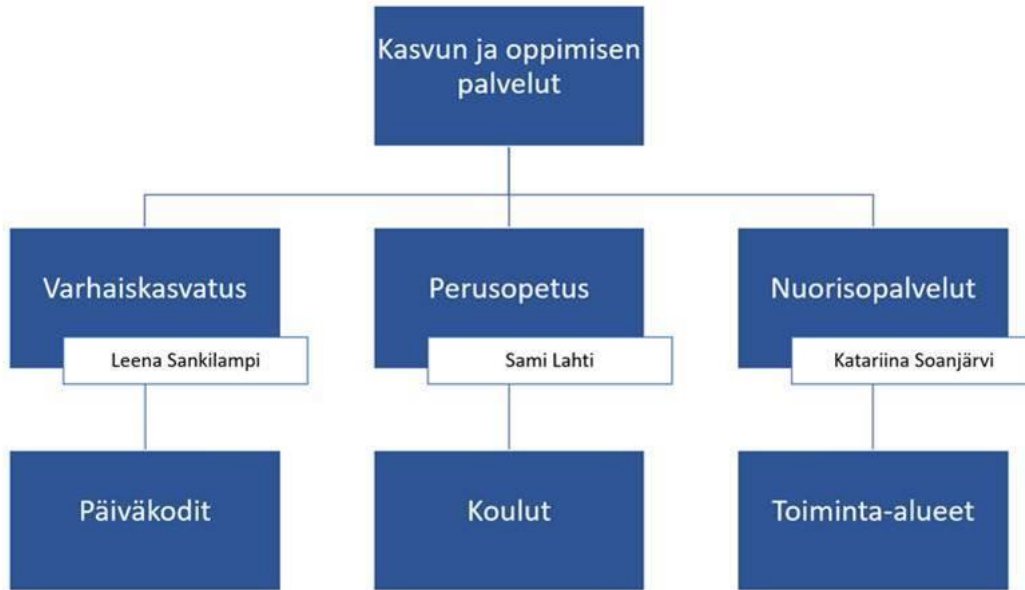 Kasvun ja oppimisen
palvelut
Varhaiskasvatus
Perusopetus
Nuorisopalvelut
Leena Sankilampi
Sami Lahti
Katariina Soanjärvi
Päiväkodit
Koulut
Toiminta-alueet